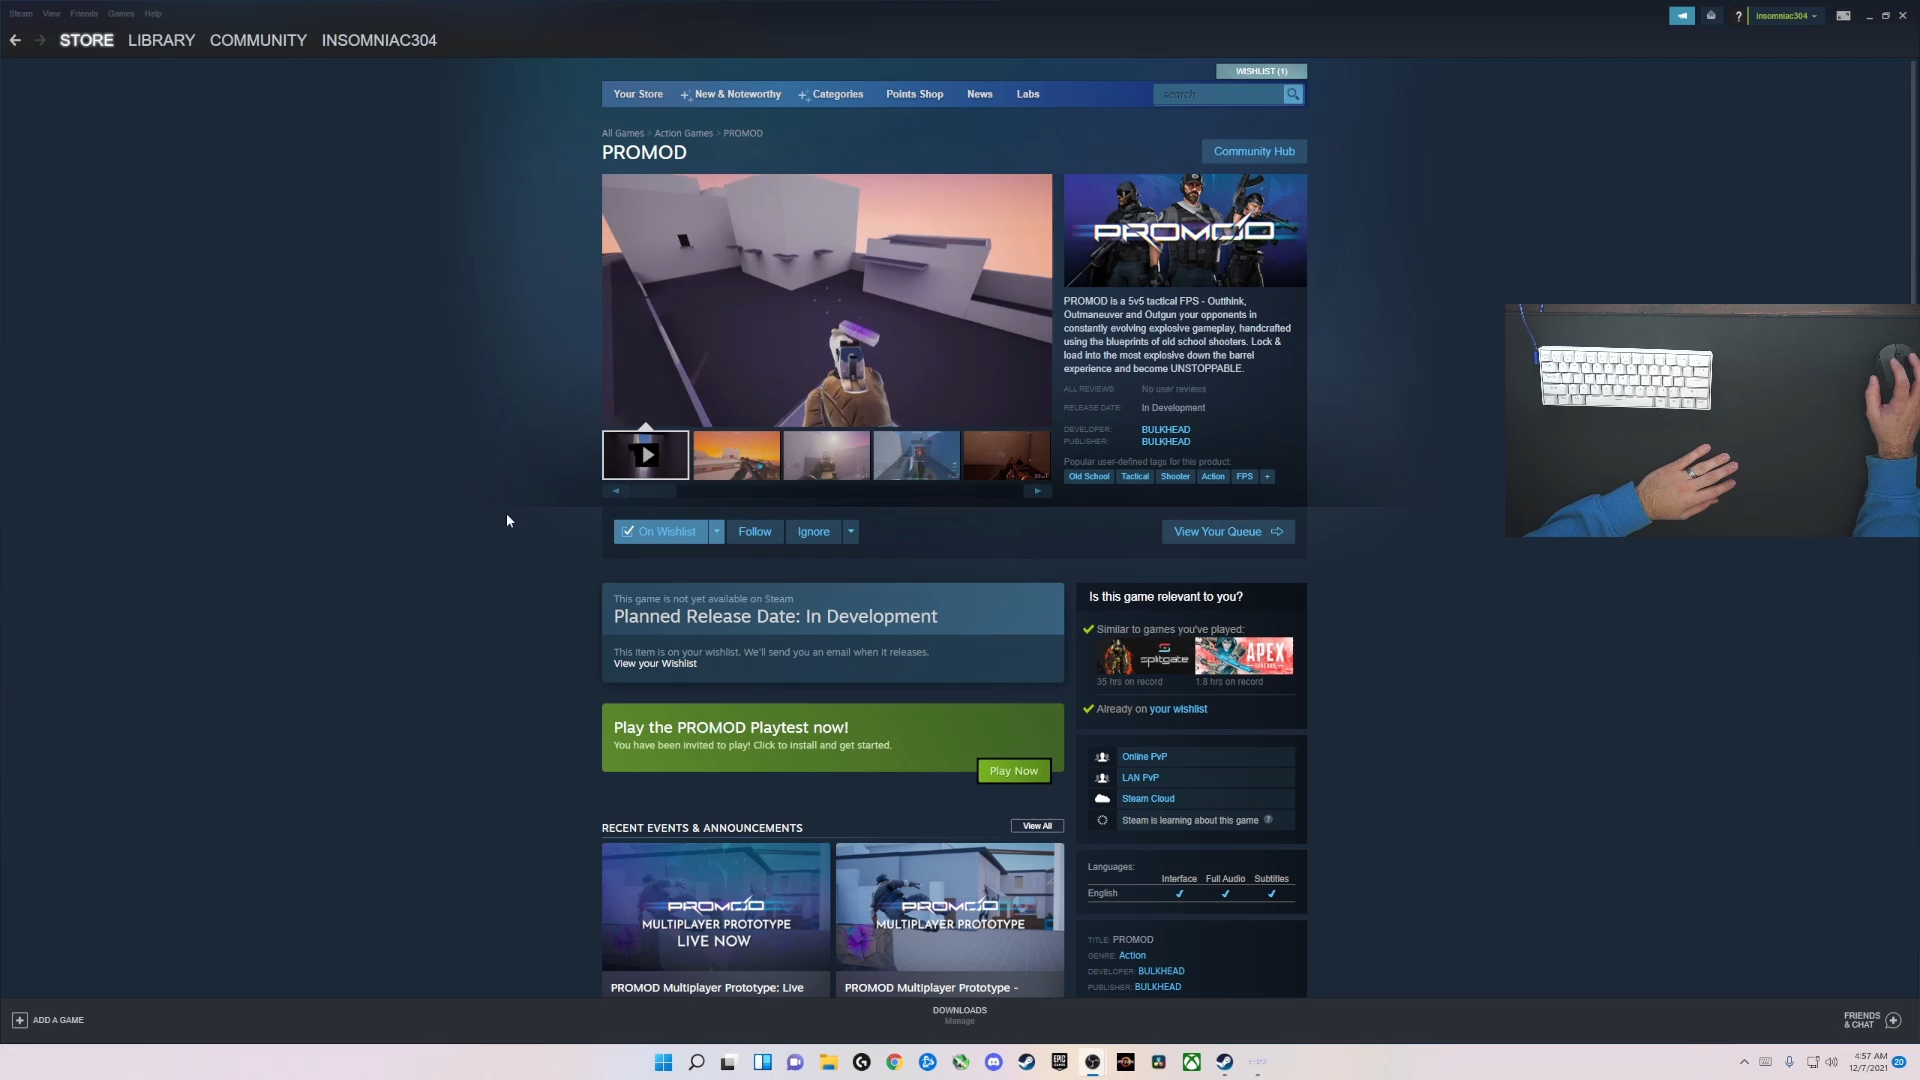 Steam View Friends Games Help
insomniac304
STORE LIBRARY COMMUNITY INSOMNIAC304
WISHLIST (1)
Your Store New & Noteworthy Categories Points Shop News Labs search
All Games > Action Games > PROMOD
PROMOD
Community Hub
PROMOD
PROMOD is a 5v5 tactical FPS - Outthink,
Outmaneuver and Outgun your opponents in
constantly evolving explosive gameplay, handcrafted
using the blueprints of old school shooters. Lock &
load into the most explosive down the barrel
experience and become UNSTOPPABLE.
ALL REVIEWS: No user reviews
RELEASE DATE: In Development
DEVELOPER: BULKHEAD
PUBLISHER: BULKHEAD
Popular user-defined tags for this product:
Old School Tactical Shooter Action FPS +
On Wishlist Follow Ignore View Your Queue
This game is not yet available on Steam
Planned Release Date: In Development
This item is on your wishlist. We'll send you an email when it releases.
View your Wishlist
Is this game relevant to you?
Similar to games you've played:
splitgate APEX
35 hrs on record 1.8 hrs on record
Already on your wishlist
Play the PROMOD Playtest now!
You have been invited to play! Click to install and get started.
Play Now
Online PvP
LAN PvP
Steam Cloud
Steam is learning about this game ?
RECENT EVENTS & ANNOUNCEMENTS View All
PROMOD
MULTIPLAYER PROTOTYPE
LIVE NOW
PROMOD
MULTIPLAYER PROTOTYPE
PROMOD Multiplayer Prototype: Live
PROMOD Multiplayer Prototype -
Languages:
Interface Full Audio Subtitles
English
TITLE: PROMOD
GENRE: Action
DEVELOPER: BULKHEAD
PUBLISHER: BULKHEAD
ADD A GAME
DOWNLOADS
Manage
FRIENDS
& CHAT
4:57 AM
12/7/2021
20